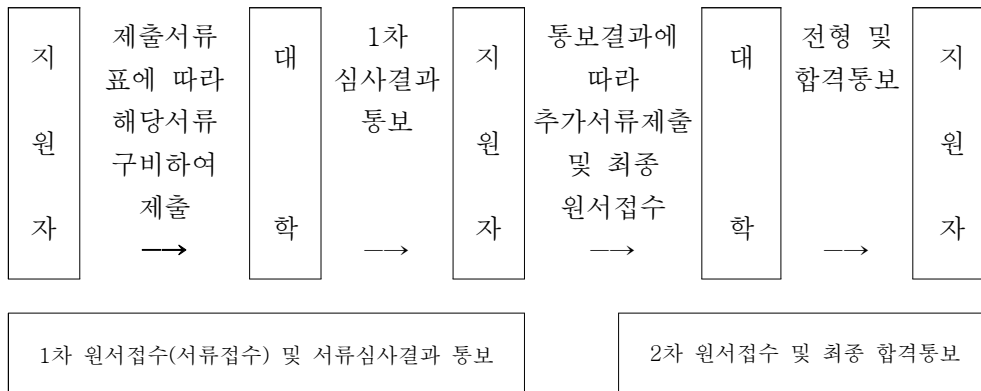 지원자
제출서류
표에 따라
해당서류
구비하여
제출
→
대학
1차
심사결과
통보
→
지원자
통보결과에
따라
추가서류제출
및 최종
원서접수
→
대학
전형 및
합격통보
→
지원자
1차 원서접수(서류접수) 및 서류심사결과 통보
2차 원서접수 및 최종 합격통보